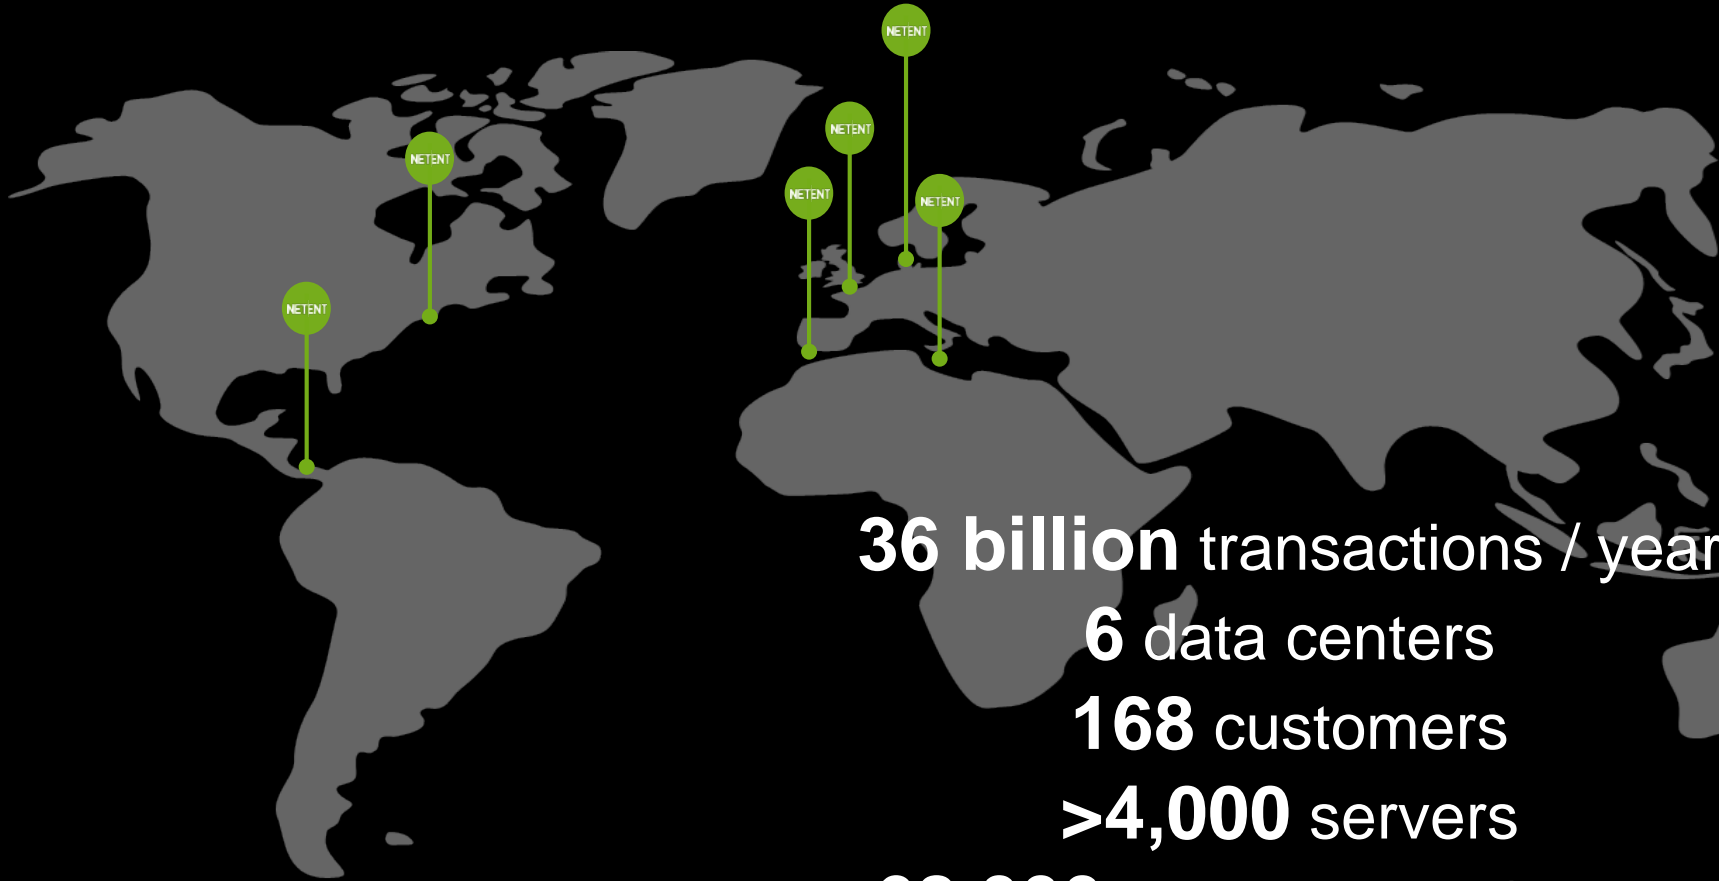 NETENT
NETENT
NETENT
NETENT
NETENT
NETENT
36 billion transactions / year
6 data centers
168 customers
>4,000 servers